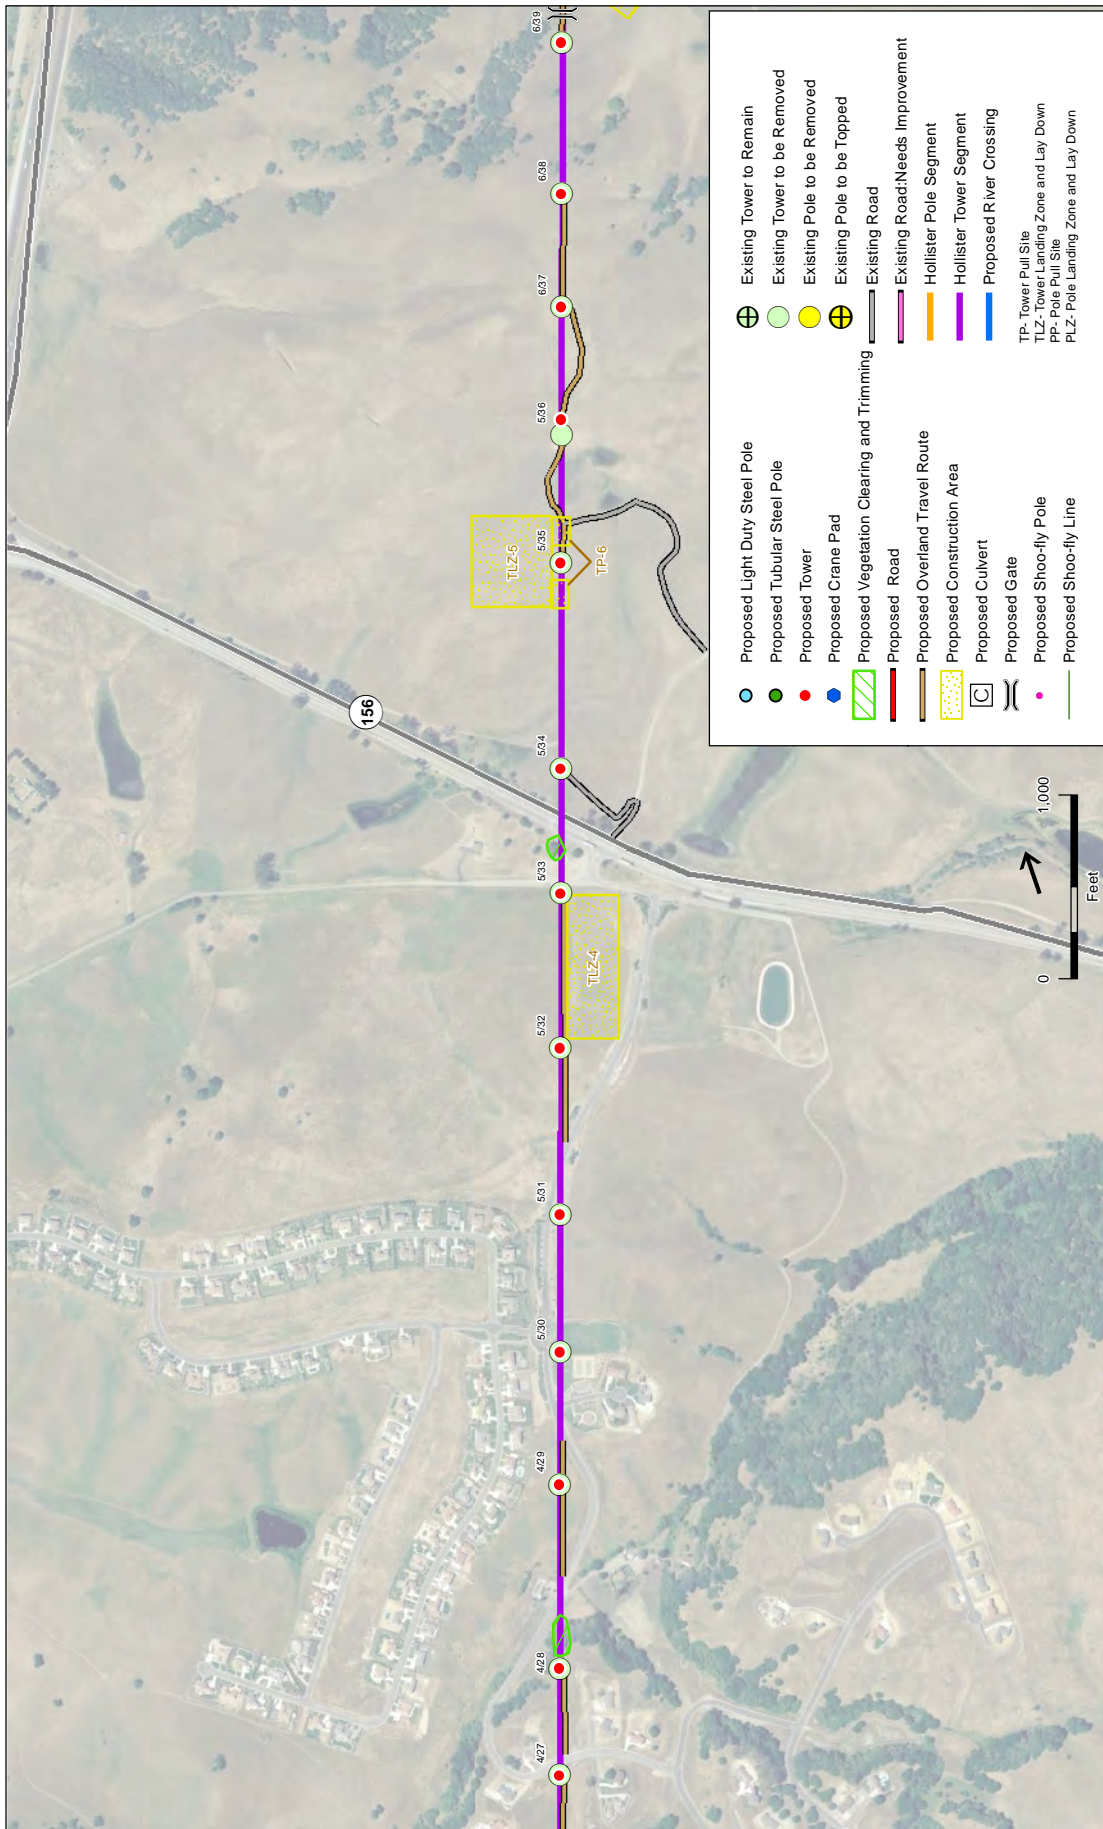 4/27
4/28
4/29
5/30
5/31
5/32
5/33
5/34
5/35
5/36
6/37
6/38
6/39
TLZ-4
TLZ-5
TP-6
156
0
1,000
Feet
Proposed Light Duty Steel Pole
Proposed Tubular Steel Pole
Proposed Tower
Proposed Crane Pad
Proposed Vegetation Clearing and Trimming
Proposed Road
Proposed Overland Travel Route
Proposed Construction Area
C
Proposed Culvert
Proposed Gate
Proposed Shoo-fly Pole
Proposed Shoo-fly Line
Existing Tower to Remain
Existing Tower to be Removed
Existing Pole to be Removed
Existing Pole to be Topped
Existing Road
Existing Road:Needs Improvement
Hollister Pole Segment
Hollister Tower Segment
Proposed River Crossing
TP- Tower Pull Site
TLZ- Tower Landing Zone and Lay Down
PP- Pole Pull Site
PLZ- Pole Landing Zone and Lay Down